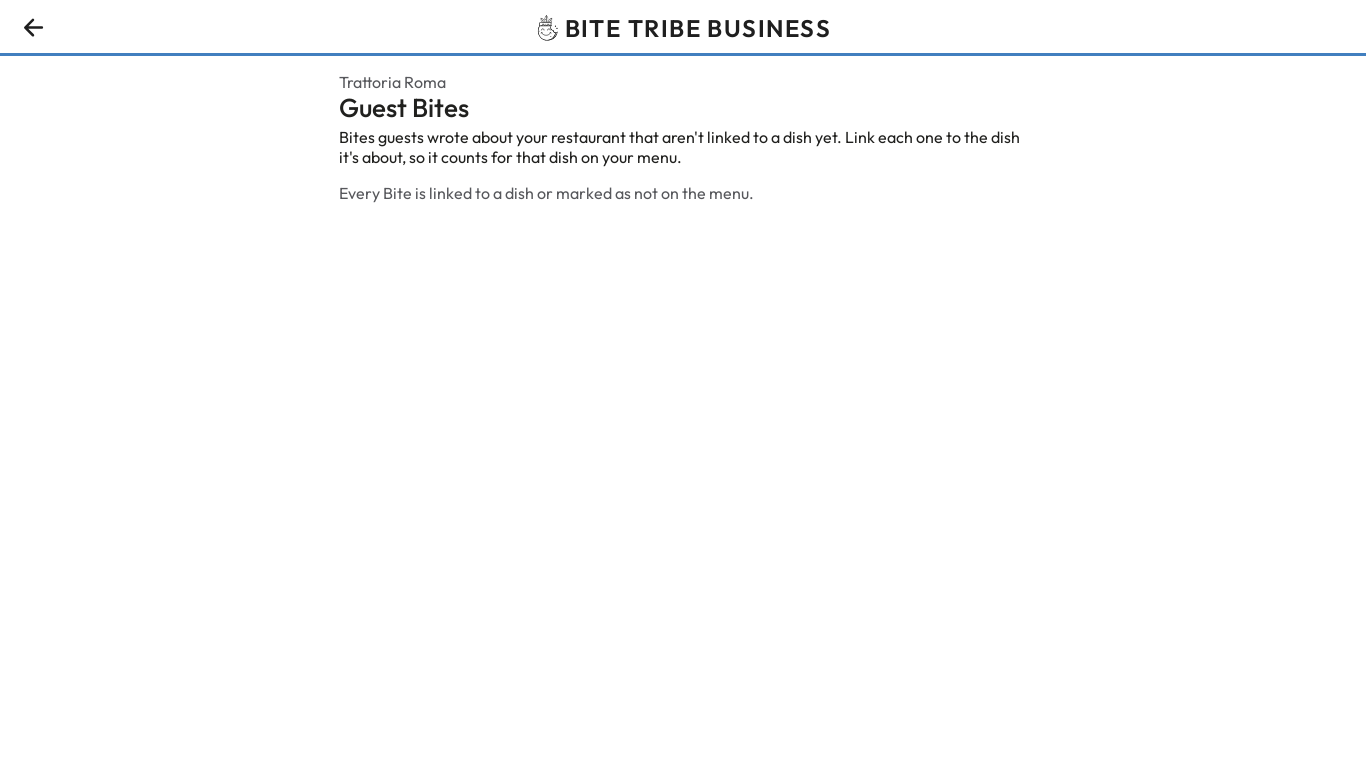 BITE TRIBE BUSINESS
Trattoria Roma
Guest Bites
Bites guests wrote about your restaurant that aren't linked to a dish yet. Link each one to the dish
it's about, so it counts for that dish on your menu.
Every Bite is linked to a dish or marked as not on the menu.